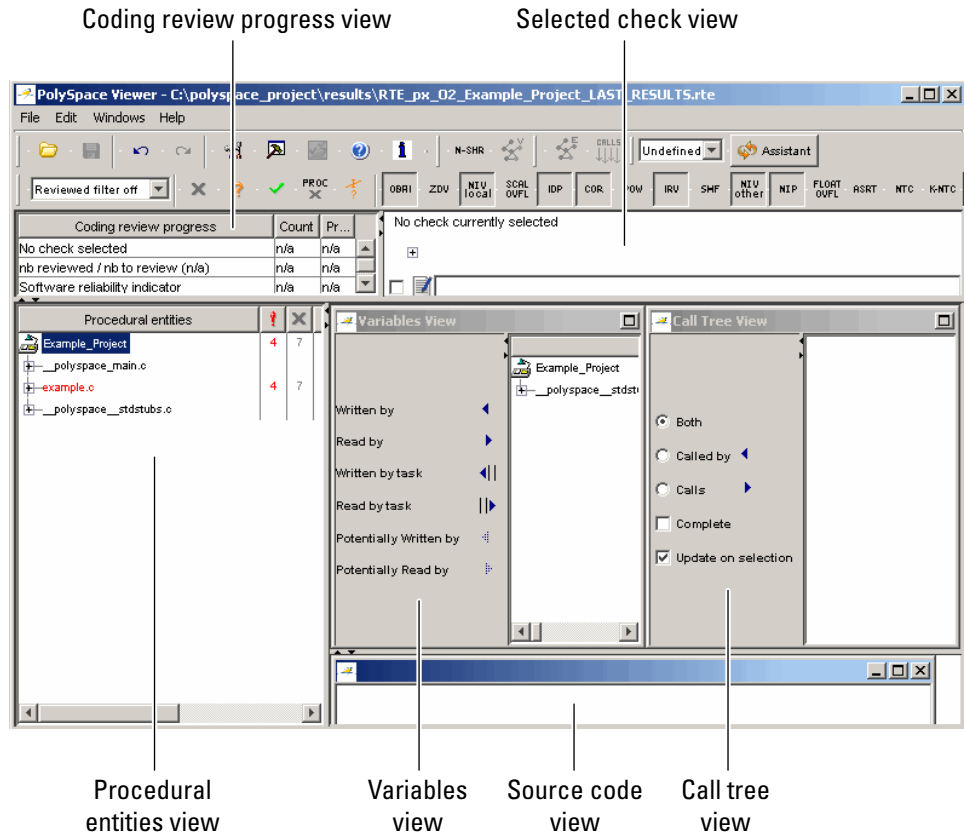 Coding review progress view
Selected check view
PolySpace Viewer - C:\polyspace_project\results\RTE_px_02_Example_Project_LAST_RESULTS.rte
File Edit Windows Help
N-SHR V E CALLS Undefined Assistant
Reviewed filter off PROC OBAI ZDV NIV local SCAL OVFL IDP COR POW IRV SHF NIV other NIP FLOAT OVFL ASRT NTC K-NTC
Coding review progress Count Pr...
No check selected n/a n/a
nb reviewed / nb to review (n/a) n/a n/a
Software reliability indicator n/a n/a
No check currently selected
Procedural entities
Example_Project 4 7
__polyspace_main.c
example.c 4 7
__polyspace__stdstubs.c
Variables View
Written by
Read by
Written by task
Read by task
Potentially Written by
Potentially Read by
Example_Project
__polyspace__stdst
Call Tree View
Both
Called by
Calls
Complete
Update on selection
Procedural
entities view
Variables
view
Source code
view
Call tree
view